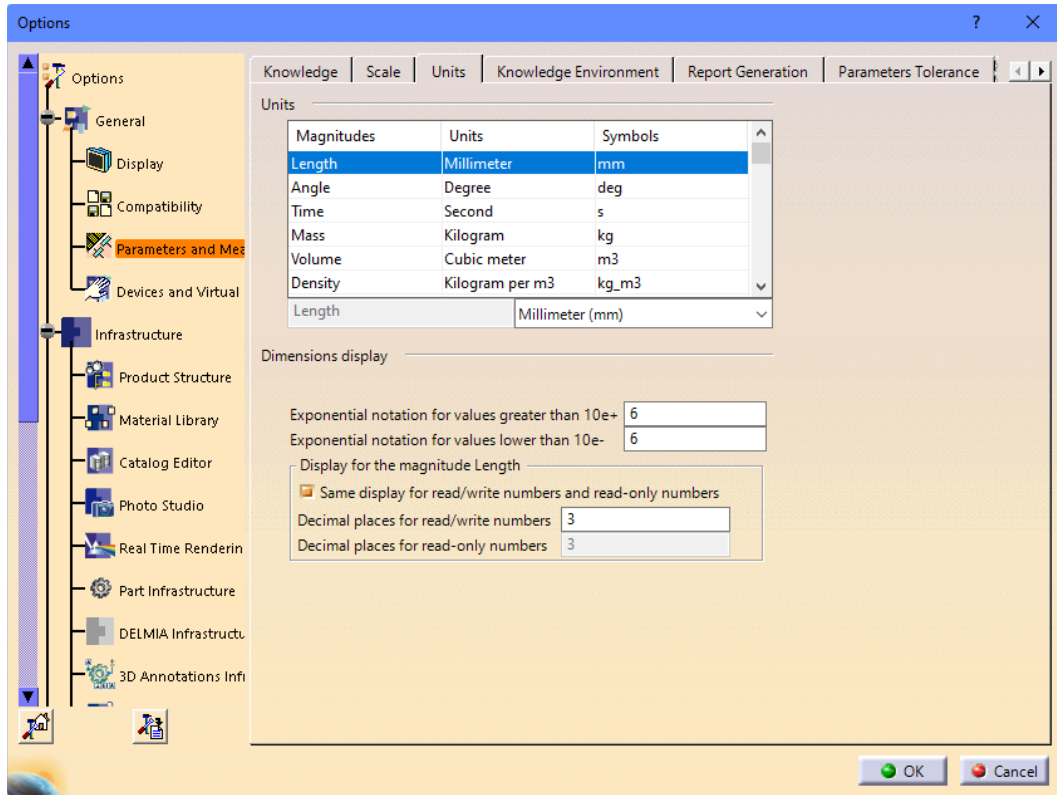 Options
Options
General
Display
Compatibility
Parameters and Mea
Devices and Virtual
Infrastructure
Product Structure
Material Library
Catalog Editor
Photo Studio
Real Time Renderin
Part Infrastructure
DELMIA Infrastructu
3D Annotations Infr
Knowledge Scale Units Knowledge Environment Report Generation Parameters Tolerance
Units
Magnitudes Units Symbols
Length Millimeter mm
Angle Degree deg
Time Second s
Mass Kilogram kg
Volume Cubic meter m3
Density Kilogram per m3 kg_m3
Length Millimeter (mm)
Dimensions display
Exponential notation for values greater than 10e+ 6
Exponential notation for values lower than 10e- 6
Display for the magnitude Length
Same display for read/write numbers and read-only numbers
Decimal places for read/write numbers 3
Decimal places for read-only numbers 3
OK Cancel